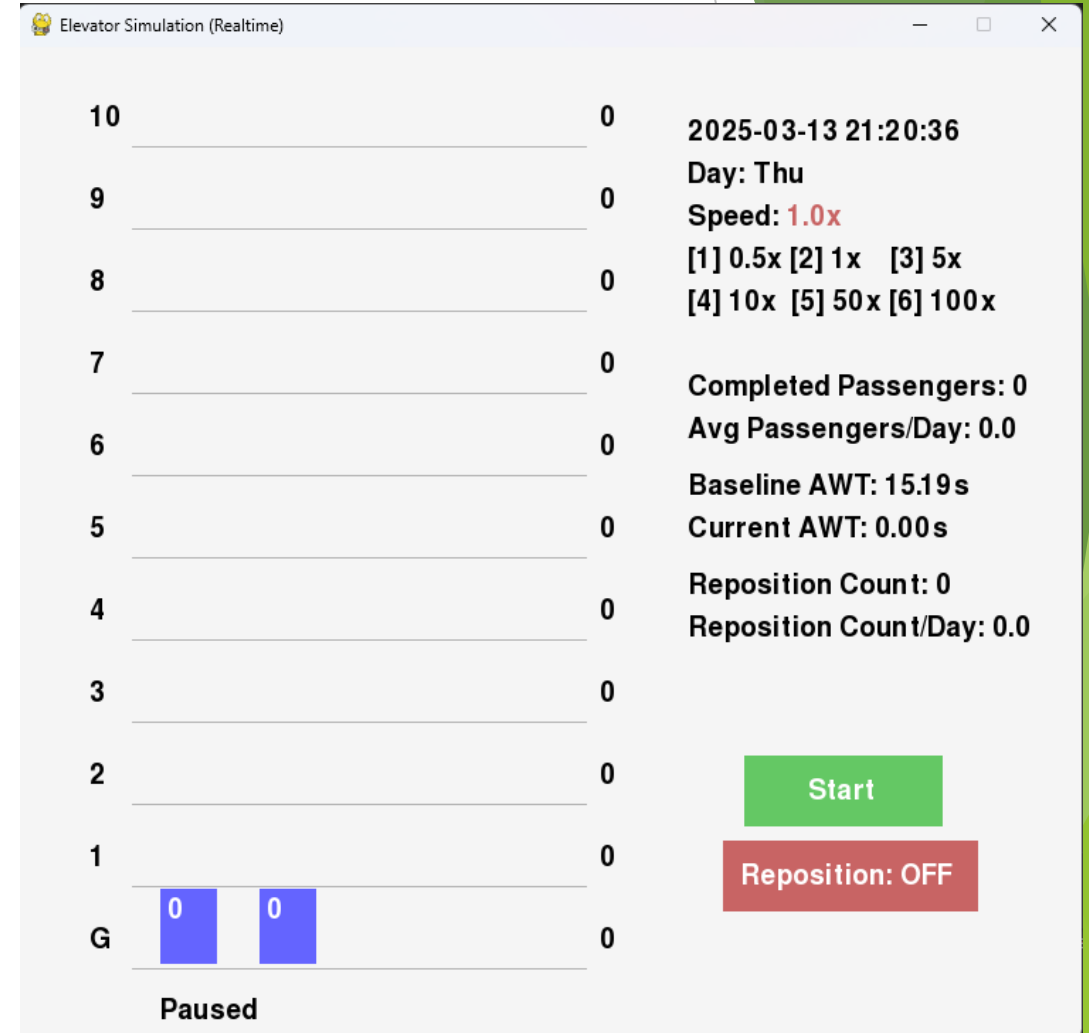 Elevator Simulation (Realtime)
10 0
9 0
8 0
7 0
6 0
5 0
4 0
3 0
2 0
1 0
0 0
G 0
Paused
2025-03-13 21:20:36
Day: Thu
Speed: 1.0x
[1] 0.5x [2] 1x [3] 5x
[4] 10x [5] 50x [6] 100x
Completed Passengers: 0
Avg Passengers/Day: 0.0
Baseline AWT: 15.19s
Current AWT: 0.00s
Reposition Count: 0
Reposition Count/Day: 0.0
Start
Reposition: OFF